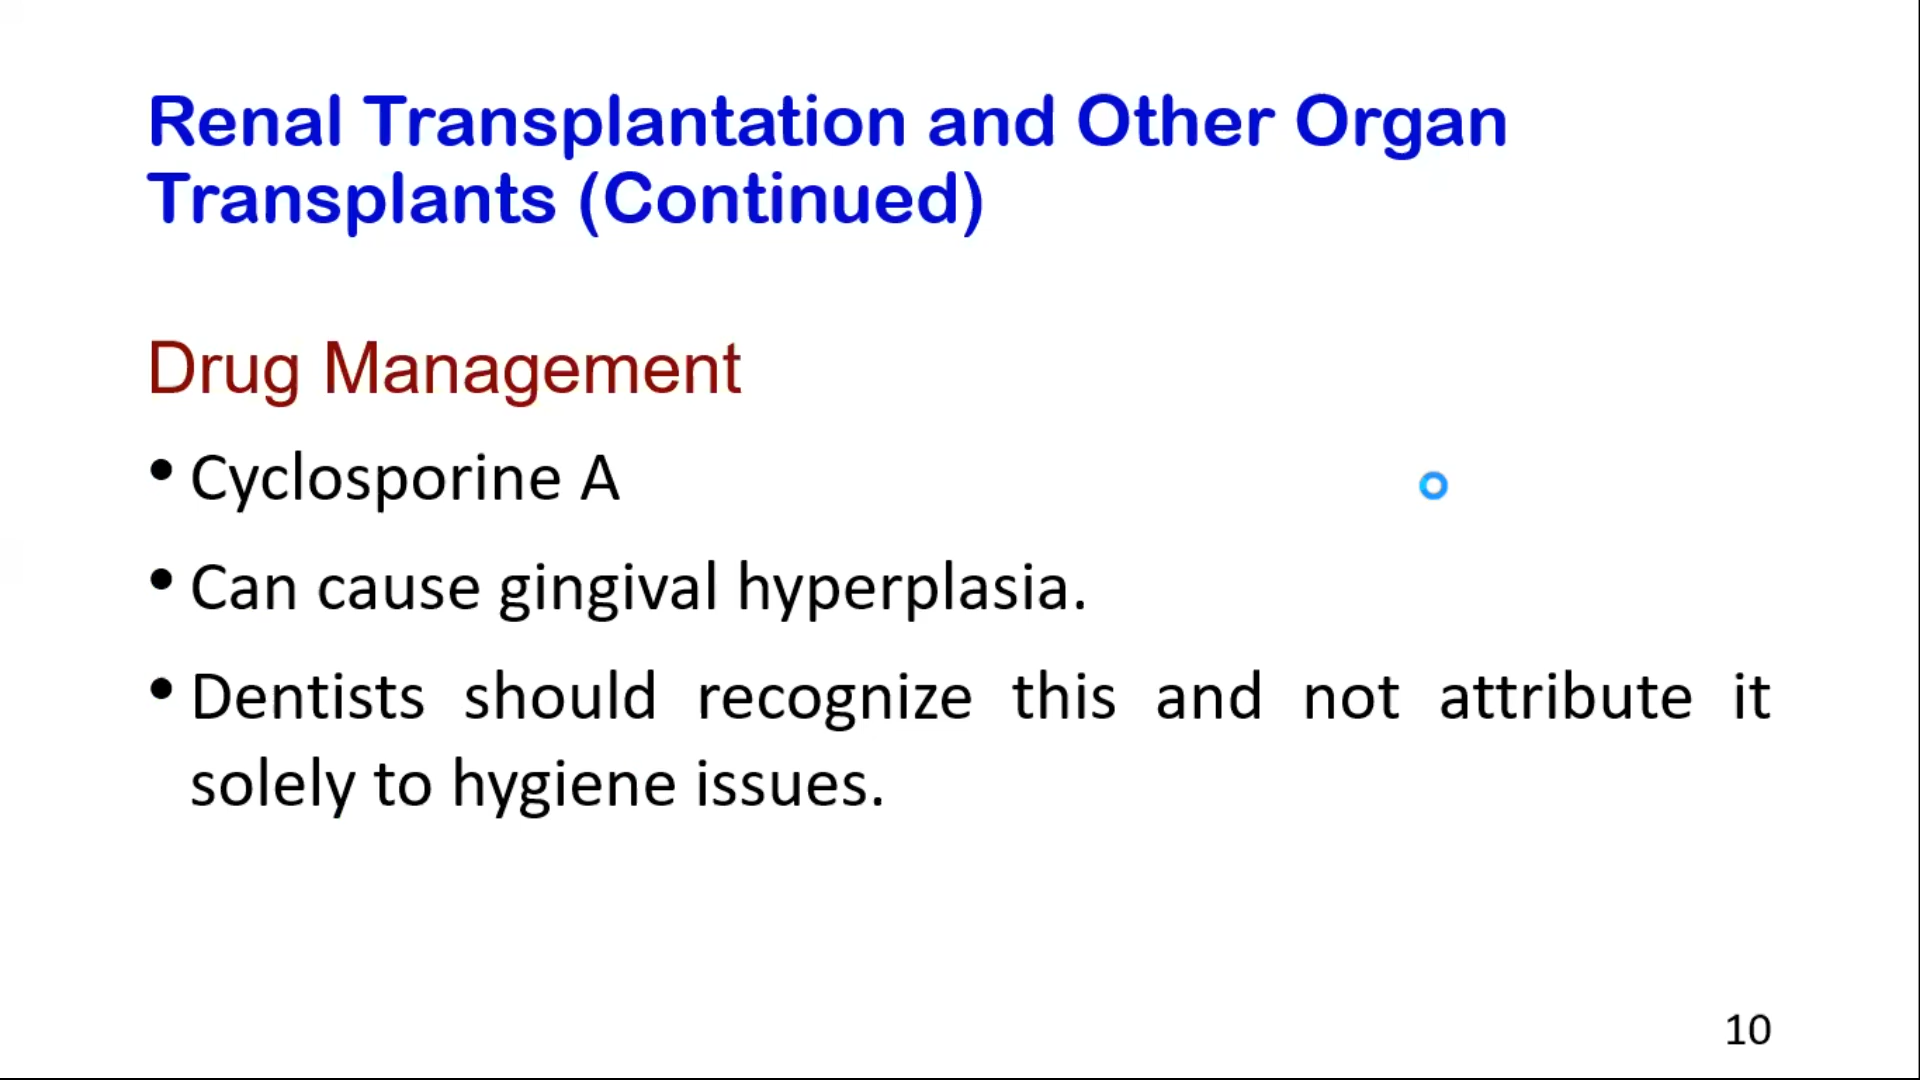 Renal Transplantation and Other Organ
Transplants (Continued)
Drug Management
• Cyclosporine A
• Can cause gingival hyperplasia.
• Dentists should recognize this and not attribute it
solely to hygiene issues.
10